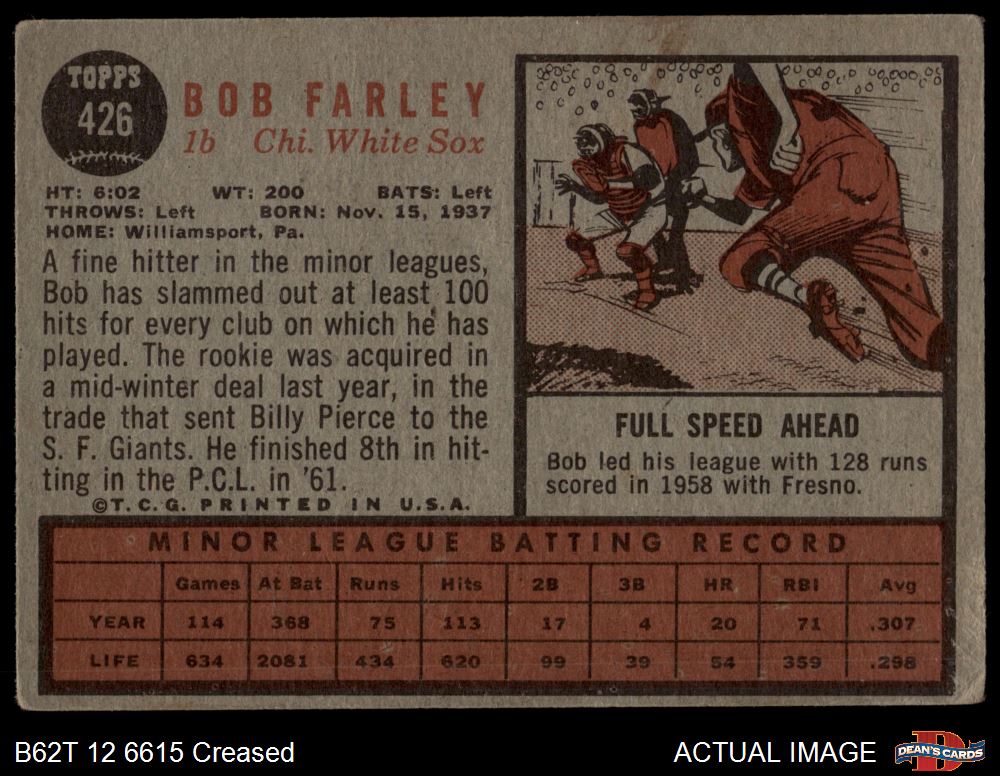 TOPPS
426
BOB FARLEY
1b Chi. White Sox
HT: 6:02 WT: 200 BATS: Left
THROWS: Left BORN: Nov. 15, 1937
HOME: Williamsport, Pa.
A fine hitter in the minor leagues,
Bob has slammed out at least 100
hits for every club on which he has
played. The rookie was acquired in
a mid-winter deal last year, in the
trade that sent Billy Pierce to the
S. F. Giants. He finished 8th in hit-
ting in the P.C.L. in '61.
©T.C.G. PRINTED IN U.S.A.
FULL SPEED AHEAD
Bob led his league with 128 runs
scored in 1958 with Fresno.
MINOR LEAGUE BATTING RECORD
Games At Bat Runs Hits 2B 3B HR RBI Avg
YEAR 114 368 75 113 17 4 20 71 .307
LIFE 634 2081 434 620 99 39 54 359 .298
B62T 12 6615 Creased
ACTUAL IMAGE
DEAN'S CARDS